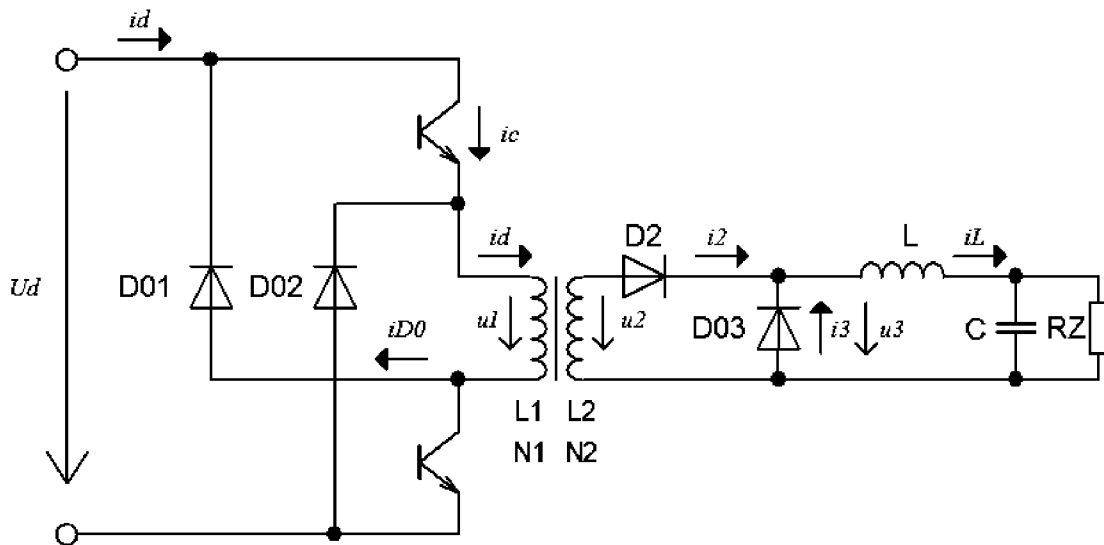 id
ic
id
D2
i2
L
iL
Ud
D01
D02
iD0
u1
u2
D03
i3
u3
C
RZ
L1
L2
N1
N2